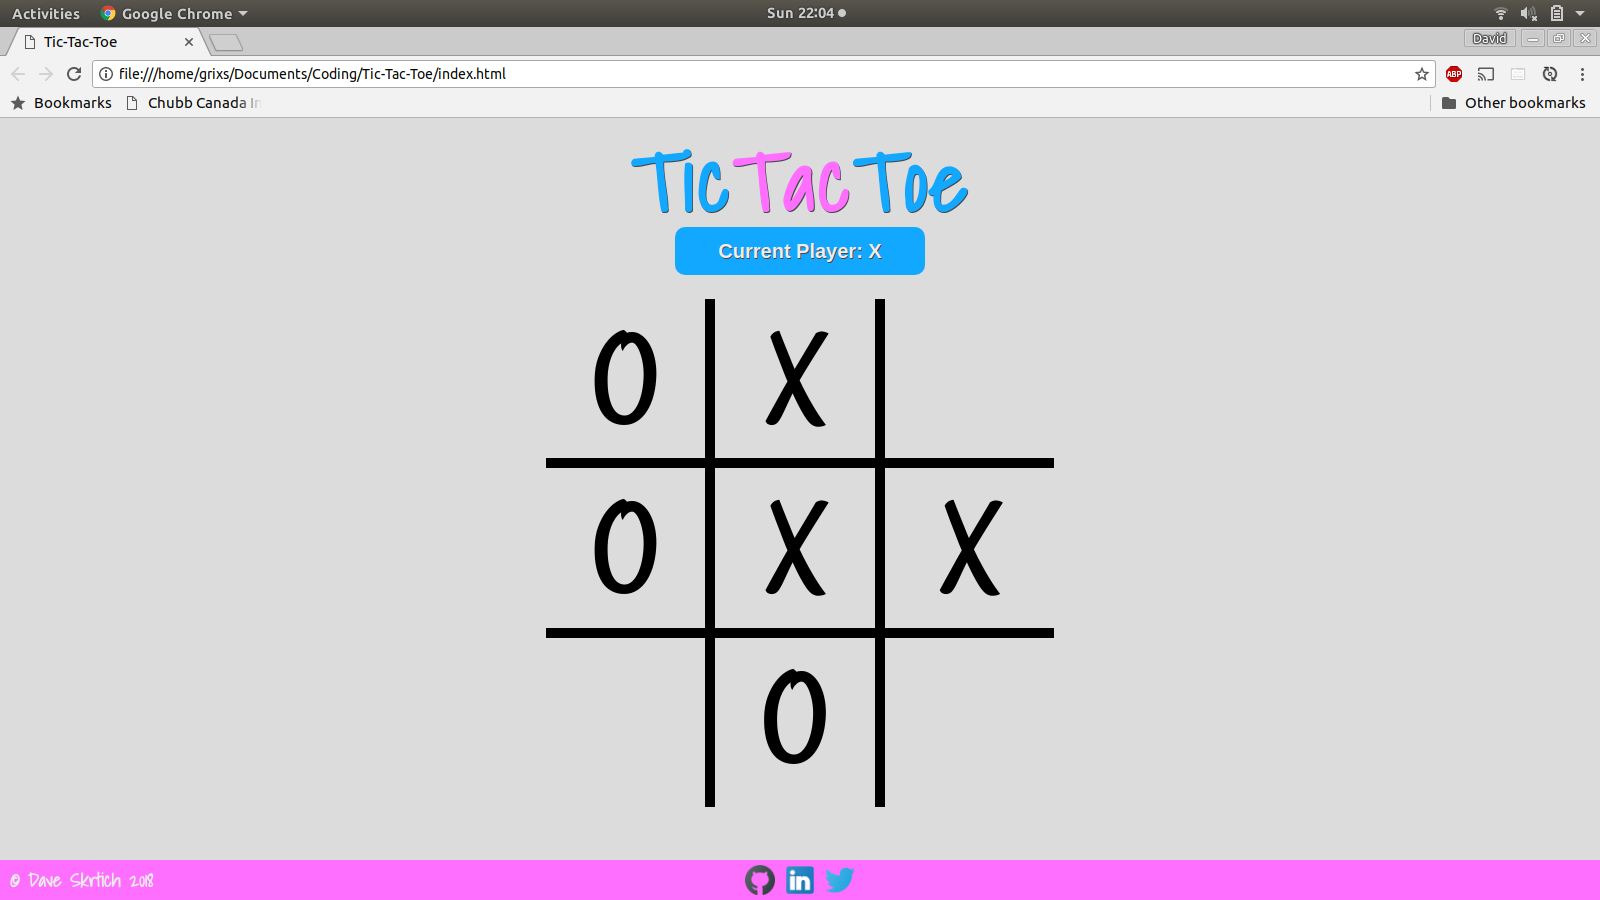 Activities Google Chrome Sun 22:04
Tic-Tac-Toe David
file:///home/grixs/Documents/Coding/Tic-Tac-Toe/index.html ABP
Bookmarks Chubb Canada In Other bookmarks
Tic Tac Toe
Current Player: X
O X
O X X
O
© Dave Skrtich 2018 in